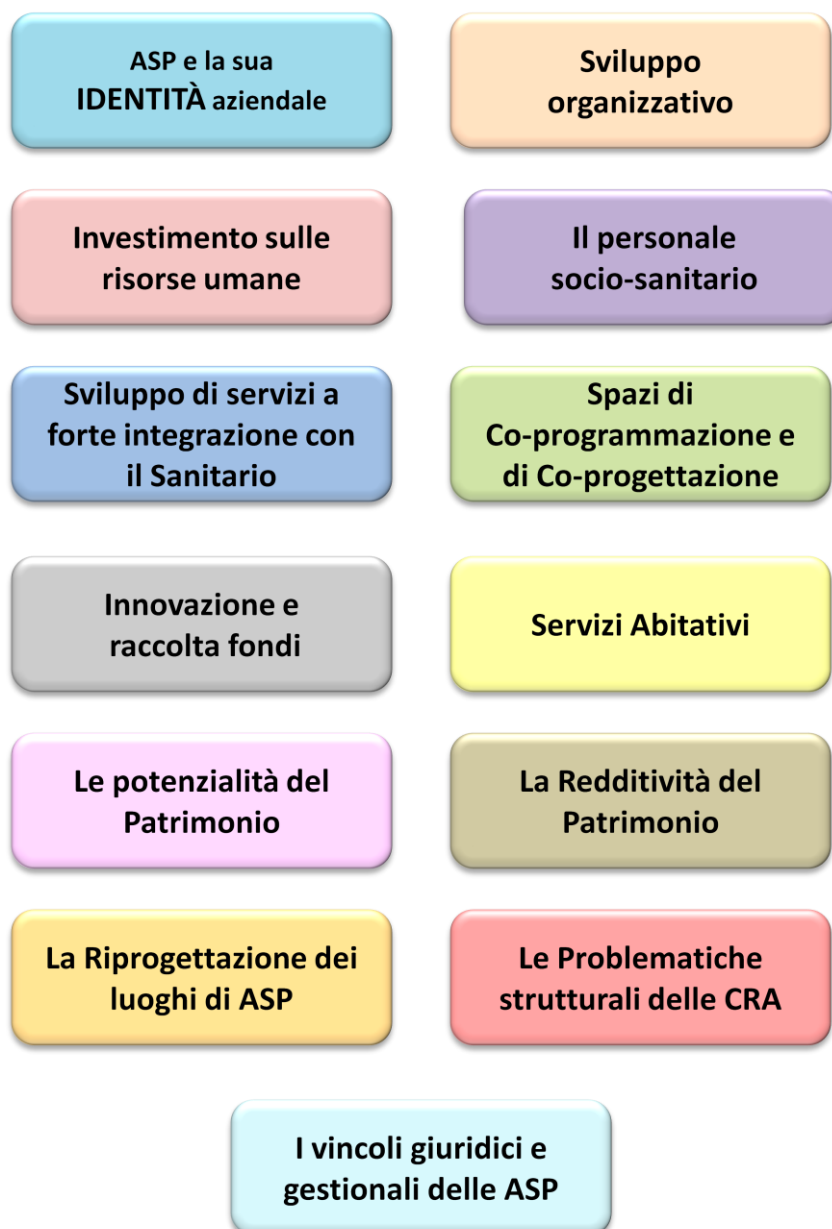 ASP e la sua
IDENTITÀ aziendale
Sviluppo
organizzativo
Investimento sulle
risorse umane
Il personale
socio-sanitario
Sviluppo di servizi a
forte integrazione con
il Sanitario
Spazi di
Co-programmazione e
di Co-progettazione
Innovazione e
raccolta fondi
Servizi Abitativi
Le potenzialità del
Patrimonio
La Redditività del
Patrimonio
La Riprogettazione dei
luoghi di ASP
Le Problematiche
strutturali delle CRA
I vincoli giuridici e
gestionali delle ASP